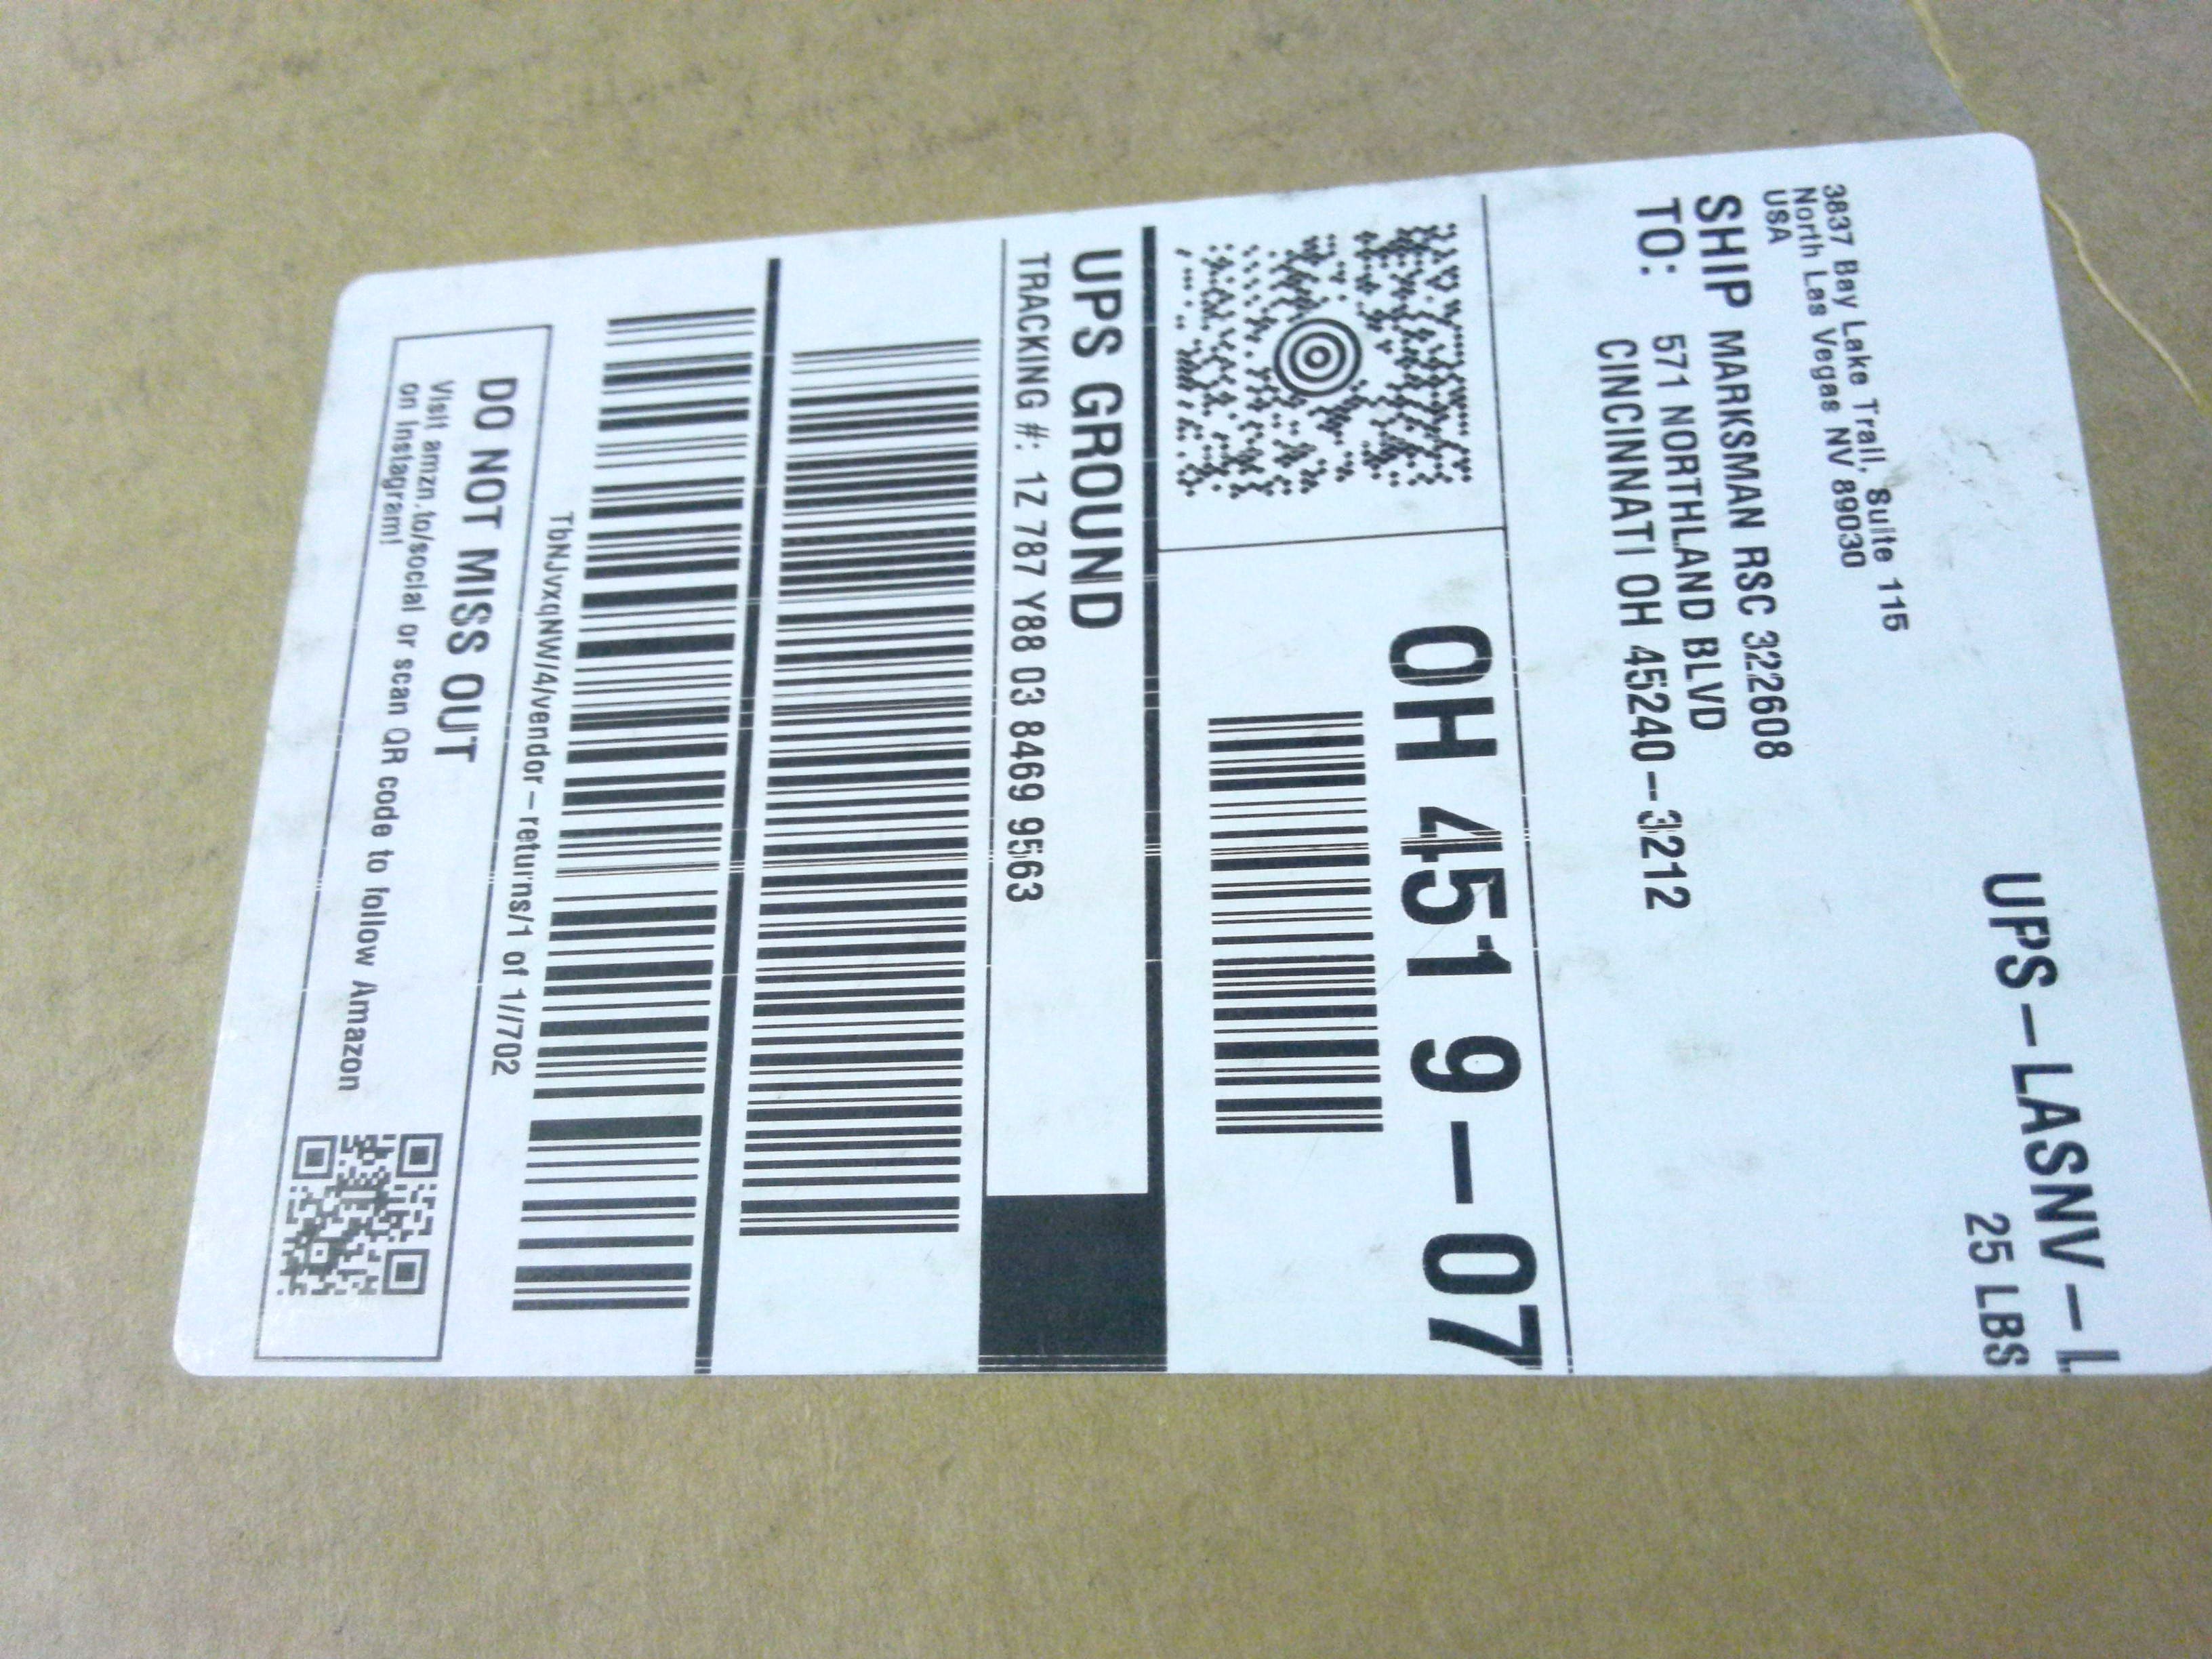 UPS-LASNV-L
25 LBS
3837 Bay Lake Trail, Suite 115
North Las Vegas NV 89030
USA
SHIP MARKSMAN RSC 322608
TO: 571 NORTHLAND BLVD
CINCINNATI OH 45240-3212
OH 451 9-07
UPS GROUND
TRACKING #: 1Z 787 Y88 03 8469 9563
TbNJvxqNW/4/vendor-returns/1 of 1//702
DO NOT MISS OUT
Visit amzn.to/social or scan QR code to follow Amazon
on Instagram!